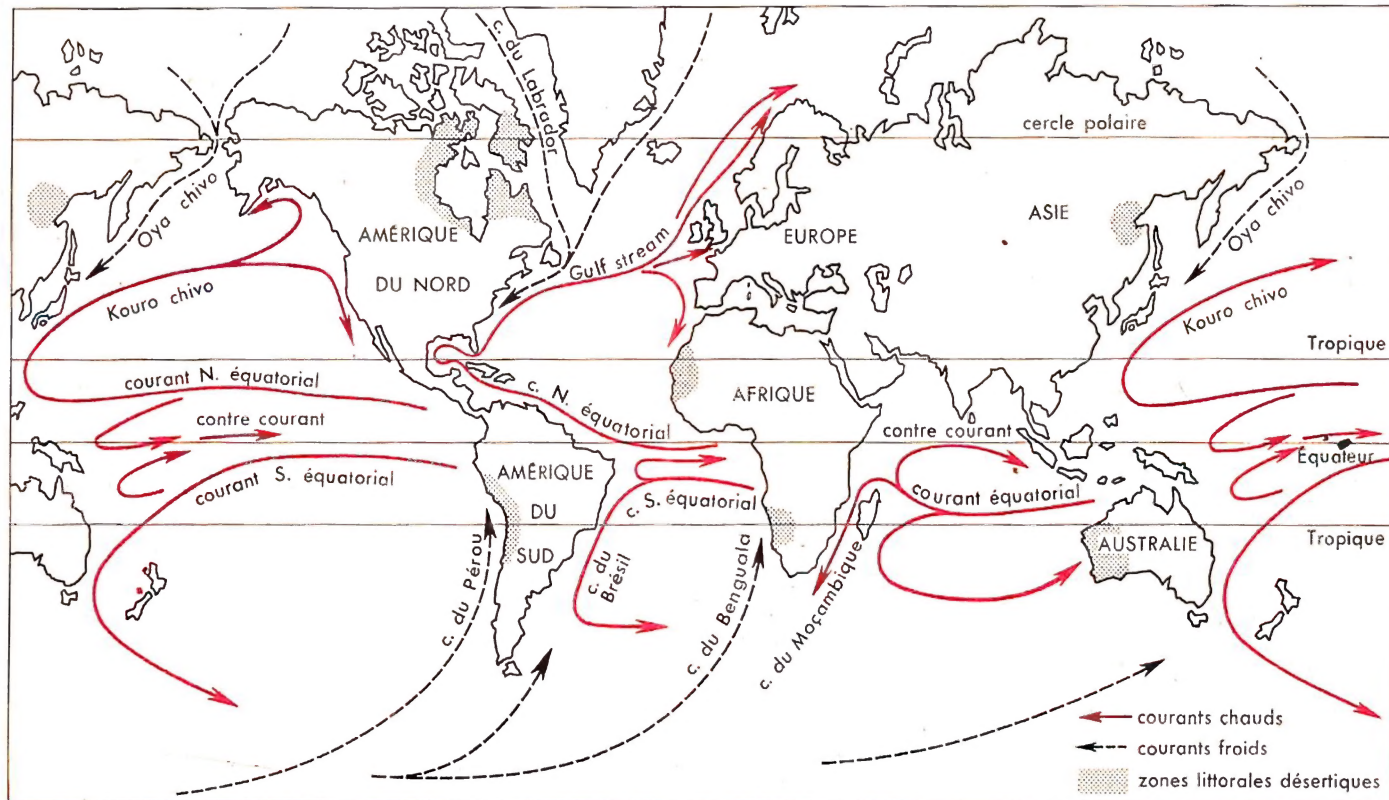 c. du Labrador
cercle polaire
Oya chivo
AMÉRIQUE
DU NORD
Gulf stream
EUROPE
ASIE
Oya chivo
Kouro chivo
Kouro chivo
Tropique
courant N. équatorial
c. N. équatorial
AFRIQUE
contre courant
contre courant
Équateur
courant S. équatorial
AMÉRIQUE
DU
SUD
c. S. équatorial
courant équatorial
AUSTRALIE
Tropique
c. du Pérou
c. du
Brésil
c. du Benguala
c. du Moçambique
courants chauds
courants froids
zones littorales désertiques